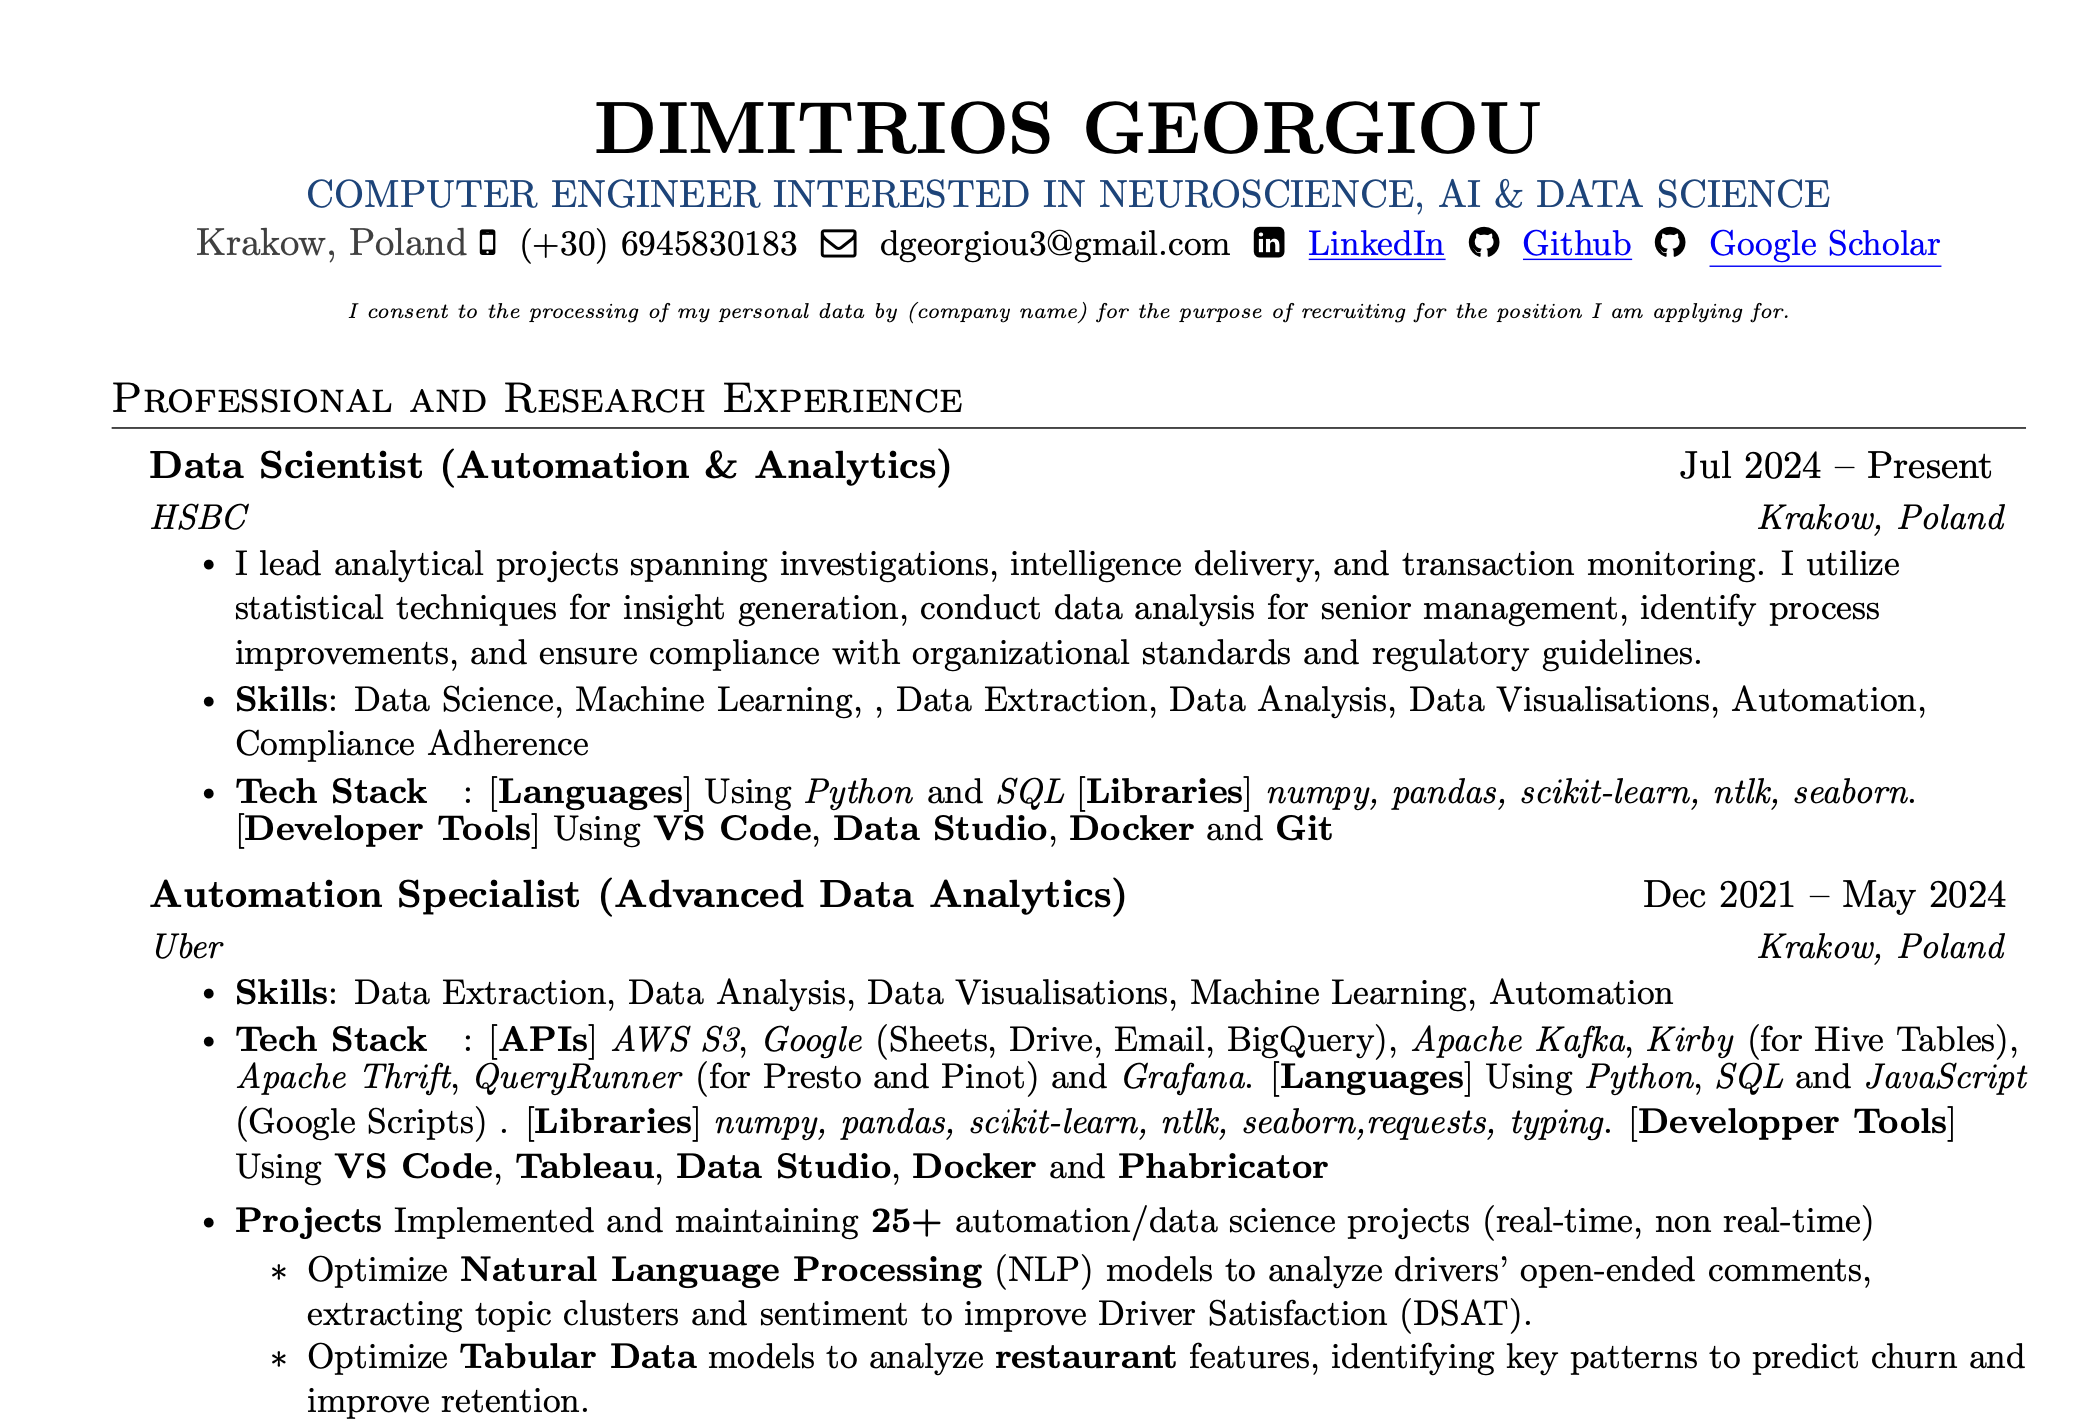 DIMITRIOS GEORGIOU
COMPUTER ENGINEER INTERESTED IN NEUROSCIENCE, AI & DATA SCIENCE
Krakow, Poland (+30) 6945830183 dgeorgiou3@gmail.com LinkedIn Github Google Scholar
I consent to the processing of my personal data by (company name) for the purpose of recruiting for the position I am applying for.
Professional and Research Experience
Data Scientist (Automation & Analytics) Jul 2024 – Present
HSBC Krakow, Poland
• I lead analytical projects spanning investigations, intelligence delivery, and transaction monitoring. I utilize
statistical techniques for insight generation, conduct data analysis for senior management, identify process
improvements, and ensure compliance with organizational standards and regulatory guidelines.
• Skills: Data Science, Machine Learning, , Data Extraction, Data Analysis, Data Visualisations, Automation,
Compliance Adherence
• Tech Stack : [Languages] Using Python and SQL [Libraries] numpy, pandas, scikit-learn, ntlk, seaborn.
[Developer Tools] Using VS Code, Data Studio, Docker and Git
Automation Specialist (Advanced Data Analytics) Dec 2021 – May 2024
Uber Krakow, Poland
• Skills: Data Extraction, Data Analysis, Data Visualisations, Machine Learning, Automation
• Tech Stack : [APIs] AWS S3, Google (Sheets, Drive, Email, BigQuery), Apache Kafka, Kirby (for Hive Tables),
Apache Thrift, QueryRunner (for Presto and Pinot) and Grafana. [Languages] Using Python, SQL and JavaScript
(Google Scripts) . [Libraries] numpy, pandas, scikit-learn, ntlk, seaborn,requests, typing. [Developper Tools]
Using VS Code, Tableau, Data Studio, Docker and Phabricator
• Projects Implemented and maintaining 25+ automation/data science projects (real-time, non real-time)
* Optimize Natural Language Processing (NLP) models to analyze drivers' open-ended comments,
extracting topic clusters and sentiment to improve Driver Satisfaction (DSAT).
* Optimize Tabular Data models to analyze restaurant features, identifying key patterns to predict churn and
improve retention.